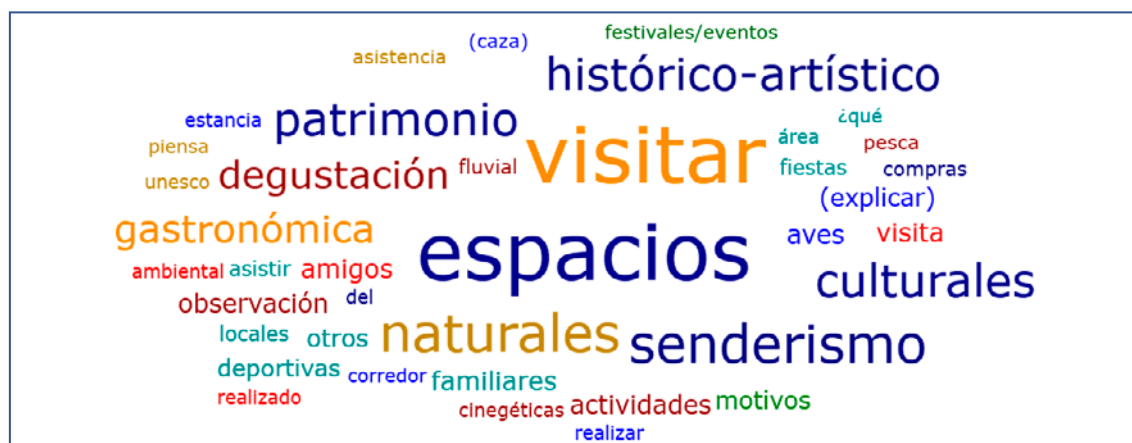 festivales/eventos
(caza)
asistencia
histórico-artístico
¿qué
estancia
patrimonio
visitar
área
pesca
piensa
fluvial
fiestas
compras
unesco
degustación
(explicar)
gastronómica
espacios
aves
visita
ambiental
asistir
amigos
culturales
observación
del
locales
otros
naturales
senderismo
deportivas
corredor
familiares
realizado
cinegéticas
actividades
motivos
realizar